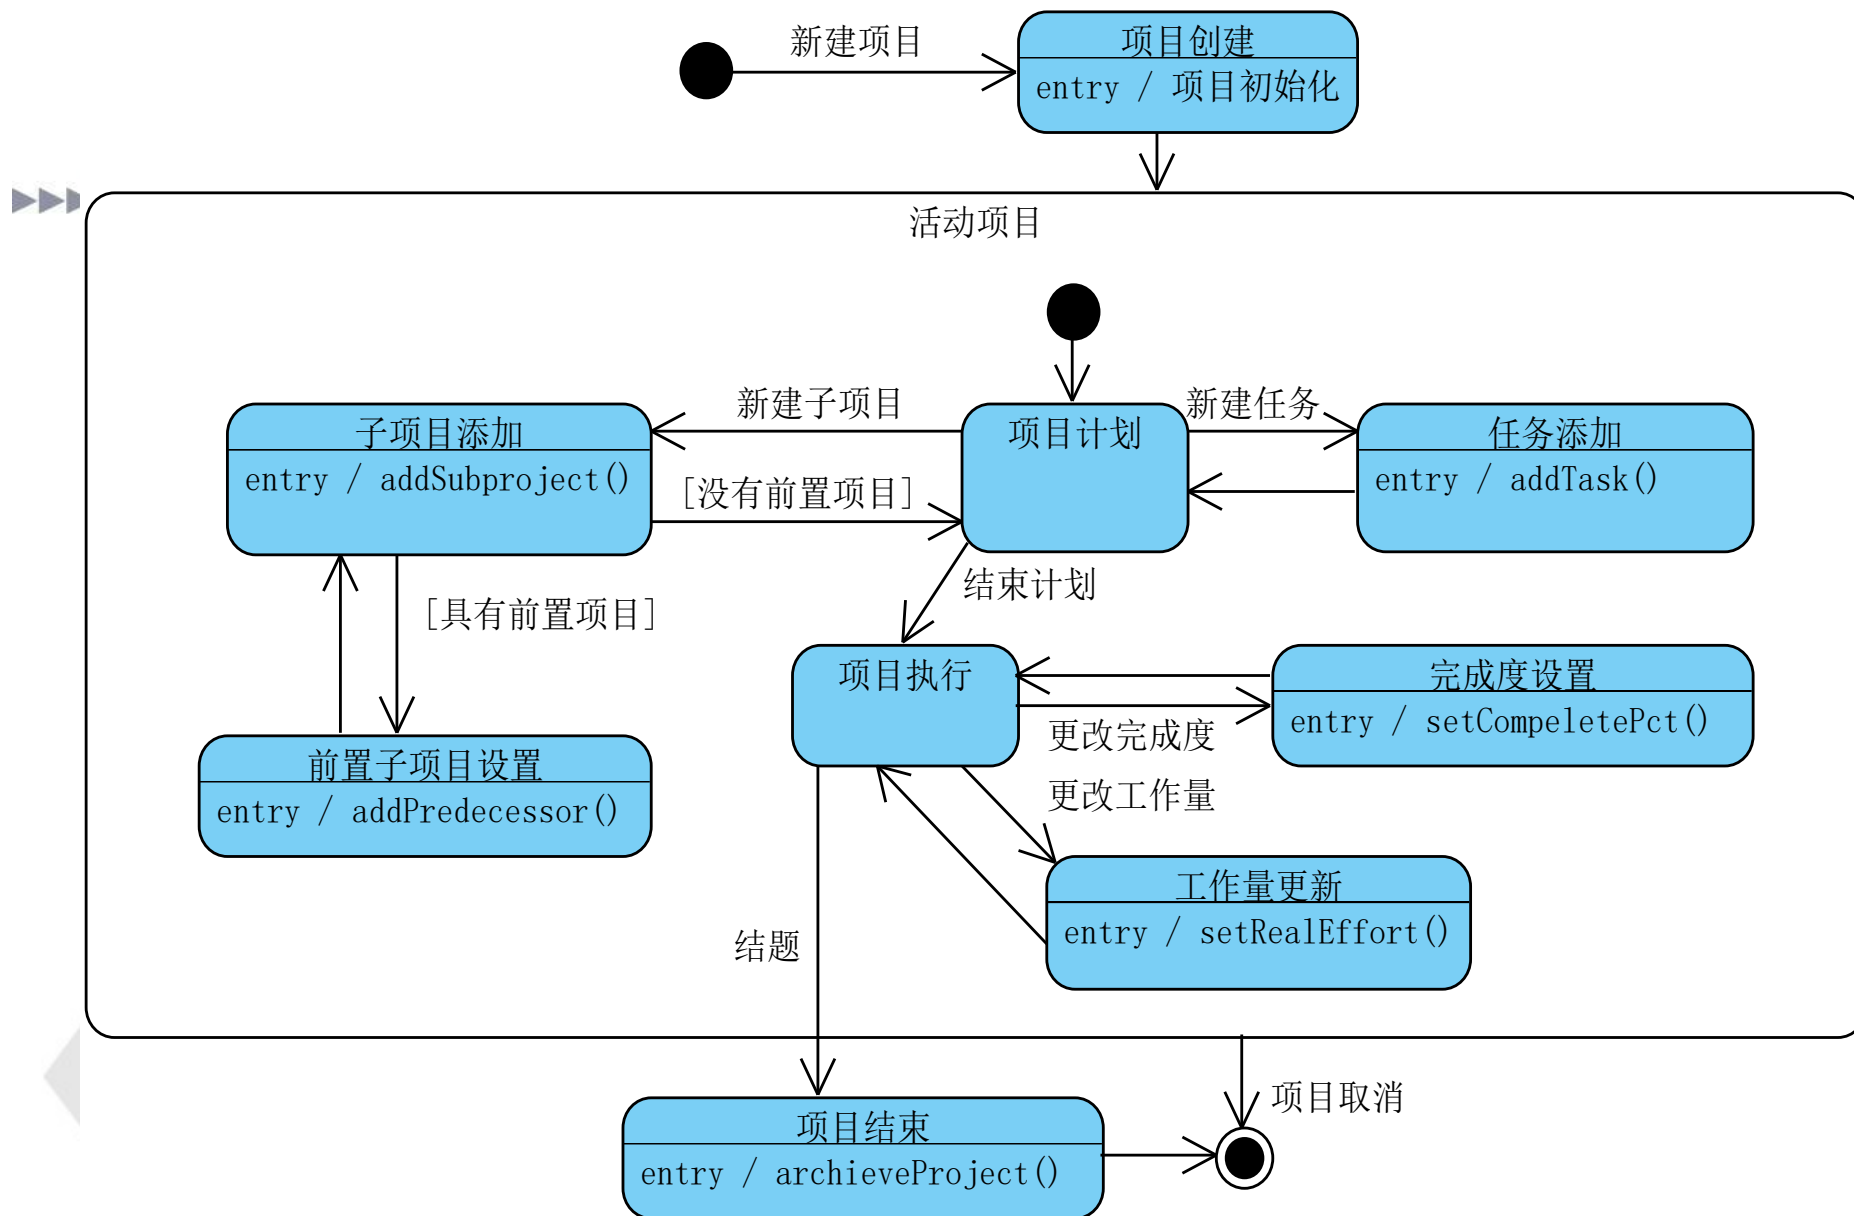 新建项目
项目创建
entry / 项目初始化
活动项目
新建子项目
新建任务
子项目添加
entry / addSubproject()
项目计划
任务添加
entry / addTask()
[没有前置项目]
结束计划
[具有前置项目]
项目执行
完成度设置
entry / setCompeletePct()
更改完成度
前置子项目设置
entry / addPredecessor()
更改工作量
工作量更新
entry / setRealEffort()
结题
项目取消
项目结束
entry / archieveProject()